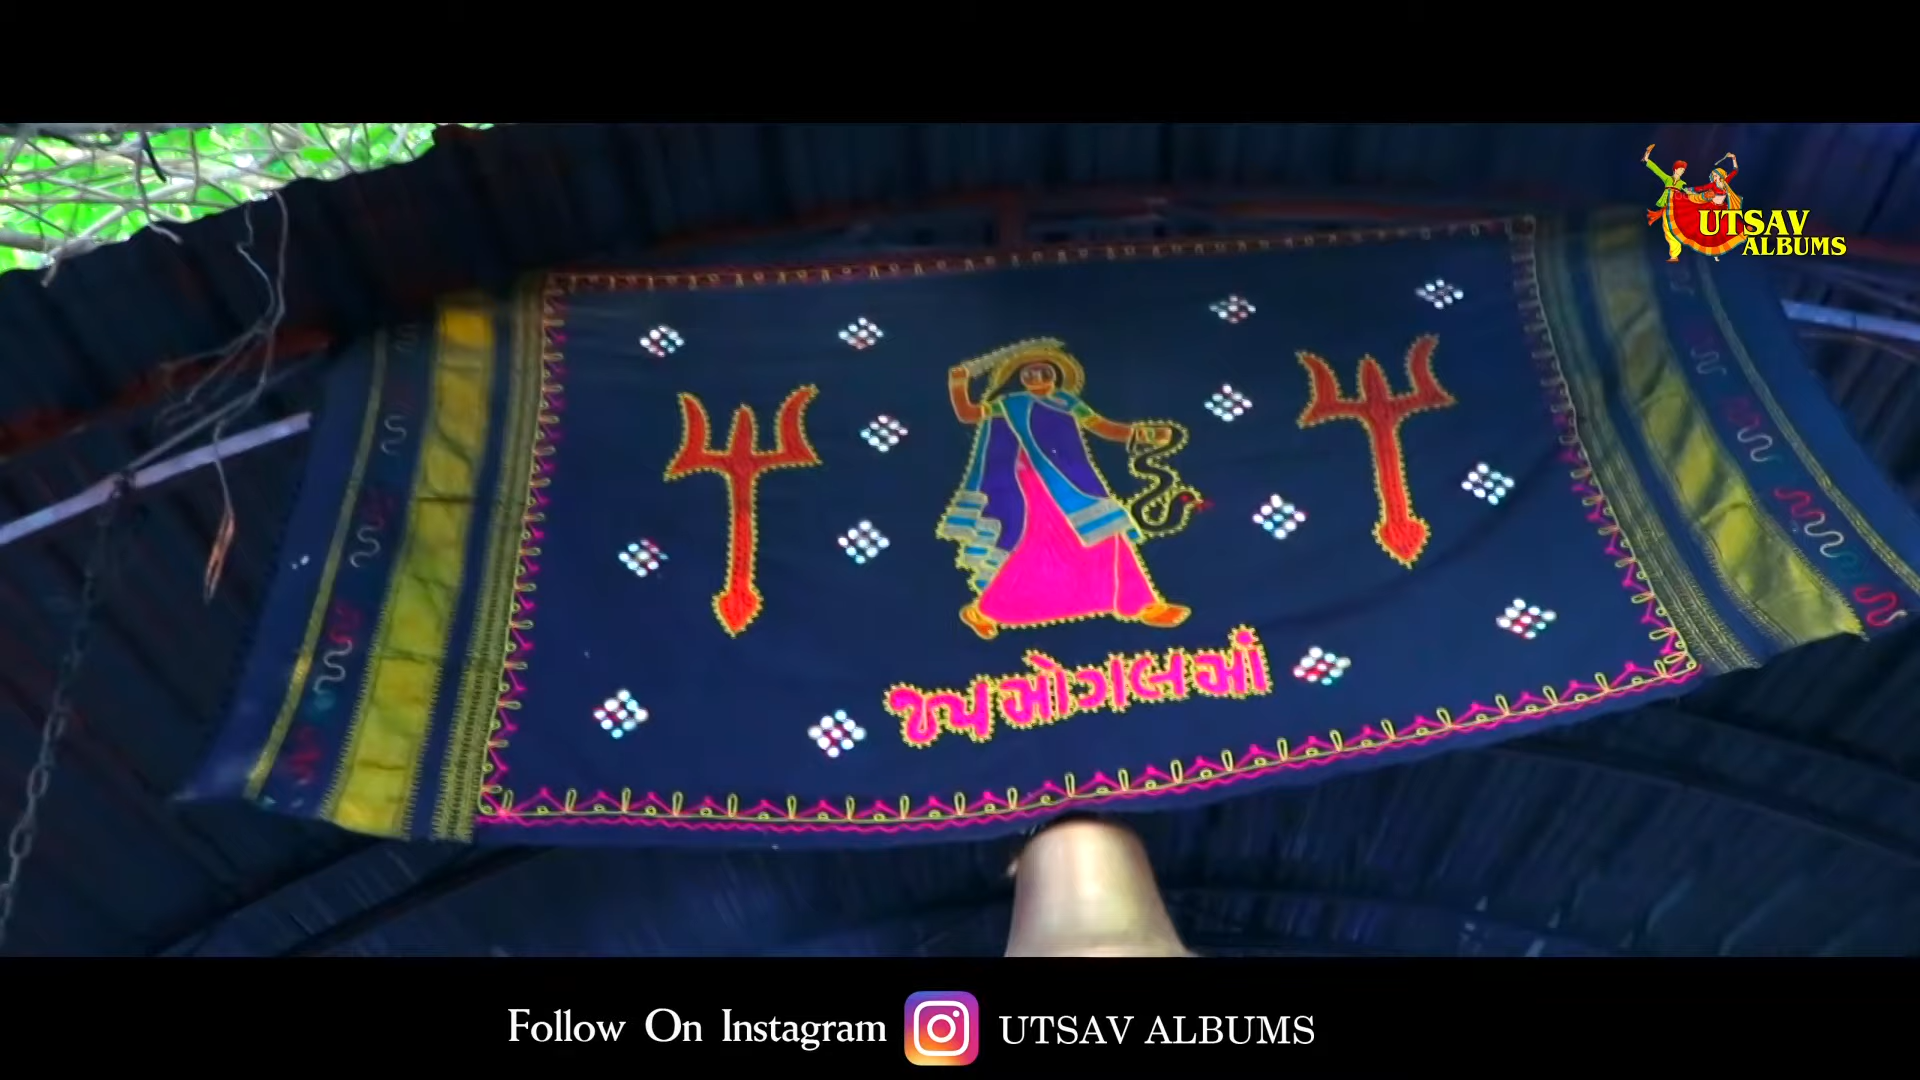 UTSAV
ALBUMS
જય મોગલ માં
Follow On Instagram UTSAV ALBUMS